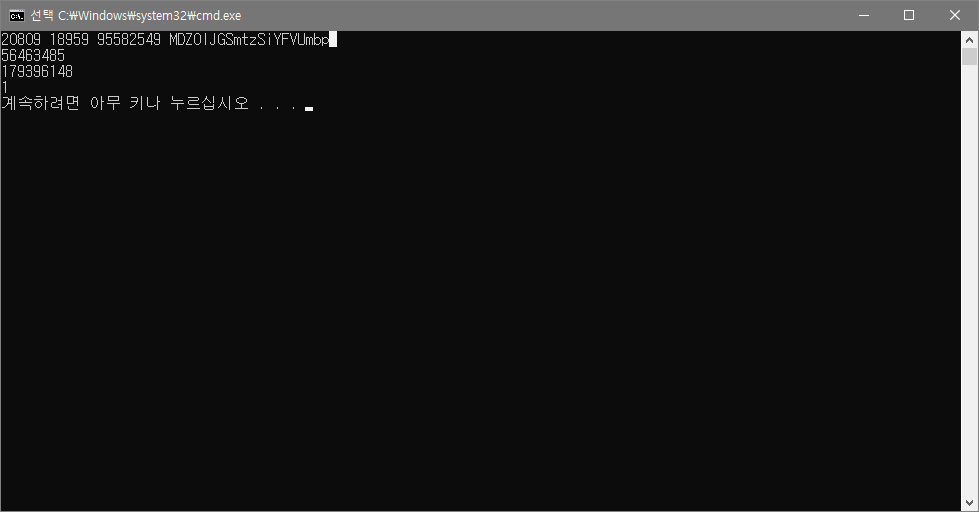 선택 C:₩Windows₩system32₩cmd.exe
20809 18959 95582549 MDZOIJGSmtzSiYFVUmbp
56463485
179396148
1
계속하려면 아무 키나 누르십시오 . . .